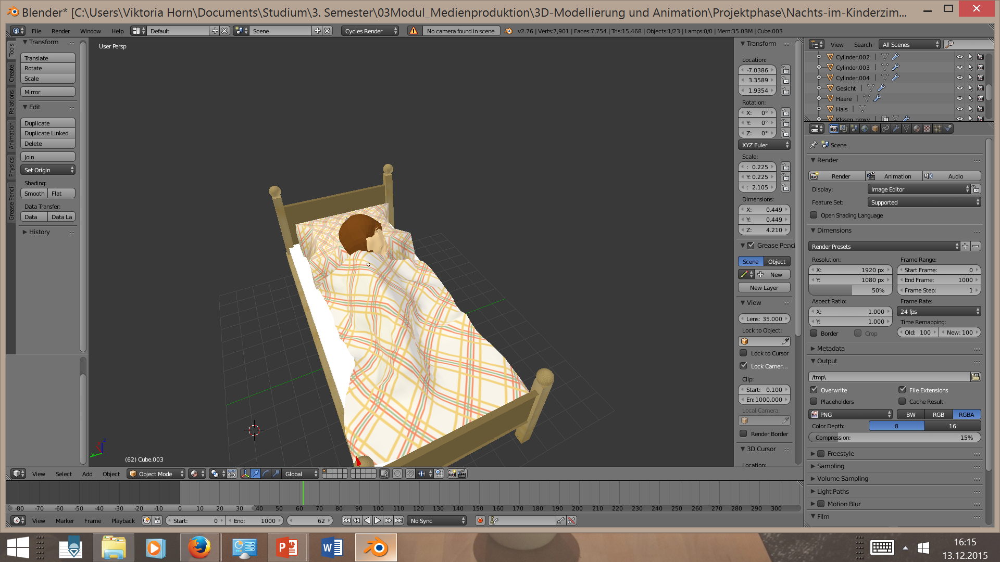 Blender* [C:\Users\Viktoria Horn\Documents\Studium\3. Semester\03Modul_Medienproduktion\3D-Modellierung und Animation\Projektphase\Nachts-im-Kinderzim...
File Render Window Help Default Scene Cycles Render No camera found in scene v2.76 | Verts:7,901 | Faces:7,754 | Tris:15,468 | Objects:1/23 | Lamps:0/0 | Mem:35.03M | Cube.003
Tools
Create
Relations
Animation
Physics
Grease Pencil
Transform
Translate
Rotate
Scale
Mirror
Edit
Duplicate
Duplicate Linked
Delete
Join
Set Origin
Shading:
Smooth Flat
Data Transfer:
Data Data La
History
User Persp
(62) Cube.003
Transform
Location:
-7.0386
3.3589
1.9354
Rotation:
X: 0°
Y: 0°
Z: 0°
XYZ Euler
Scale:
: 0.225
Y: 0.225
: 2.105
Dimensions:
X: 0.449
Y: 0.449
Z: 4.210
Grease Penci
Scene Object
New
New Layer
View
Lens: 35.000
Lock to Object:
Lock to Cursor
Lock Camer...
Clip:
Start: 0.100
En: 1000.000
Local Camera:
Render Border
3D Cursor
Location:
View Search All Scenes
Cylinder.002
Cylinder.003
Cylinder.004
Gesicht
Haare
Hals
KIssen_proxy
Scene
Render
Render Animation Audio
Display: Image Editor
Feature Set: Supported
Open Shading Language
Dimensions
Render Presets
Resolution: Frame Range:
X: 1920 px Start Frame: 0
Y: 1080 px End Frame: 1000
50% Frame Step: 1
Aspect Ratio: Frame Rate:
X: 1.000 24 fps
Y: 1.000 Time Remapping:
Border Crop Old: 100 New: 100
Metadata
Output
/tmp\
Overwrite File Extensions
Placeholders Cache Result
PNG BW RGB RGBA
Color Depth: 8 16
Compression: 15%
Freestyle
Sampling
Volume Sampling
Light Paths
Motion Blur
Film
View Select Add Object Object Mode Global
-80 -70 -60 -50 -40 -30 -20 -10 0 10 20 30 40 50 60 70 80 90 100 110 120 130 140 150 160 170 180 190 200 210 220 230 240 250 260 270 280 290 300
View Marker Frame Playback Start: 0 End: 1000 62 No Sync
16:15
13.12.2015